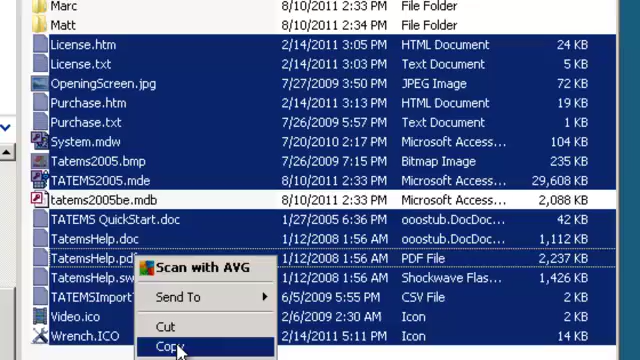 Marc 8/10/2011 2:33 PM File Folder
Matt 8/10/2011 2:33 PM File Folder
License.htm 2/14/2011 3:05 PM HTML Document 24 KB
License.txt 2/14/2011 3:03 PM Text Document 5 KB
OpeningScreen.jpg 7/27/2009 3:50 PM JPEG Image 72 KB
Purchase.htm 2/14/2011 3:13 PM HTML Document 19 KB
Purchase.txt 7/26/2009 5:57 PM Text Document 1 KB
System.mdw 7/20/2010 2:17 PM Microsoft Access... 104 KB
Tatems2005.bmp 7/26/2009 7:15 PM Bitmap Image 235 KB
TATEMS2005.mde 8/10/2011 2:33 PM Microsoft Access... 29,608 KB
tatems2005be.mdb 8/10/2011 2:33 PM Microsoft Access... 2,088 KB
TATEMS QuickStart.doc 1/27/2005 6:36 PM ooostub.DocDoc... 42 KB
TatemsHelp.doc 1/12/2008 1:56 AM ooostub.DocDoc... 1,112 KB
TatemsHelp.pdf 1/12/2008 1:56 AM PDF File 2,237 KB
TatemsHelp.sw 1/12/2008 1:56 AM Shockwave Flas... 1,426 KB
TATEMSImport 6/5/2009 5:55 PM CSV File 2 KB
Video.ico 2/6/2009 2:30 AM Icon 2 KB
Wrench.ICO 2/14/2011 5:11 PM Icon 14 KB
Scan with AVG
Send To
Cut
Copy